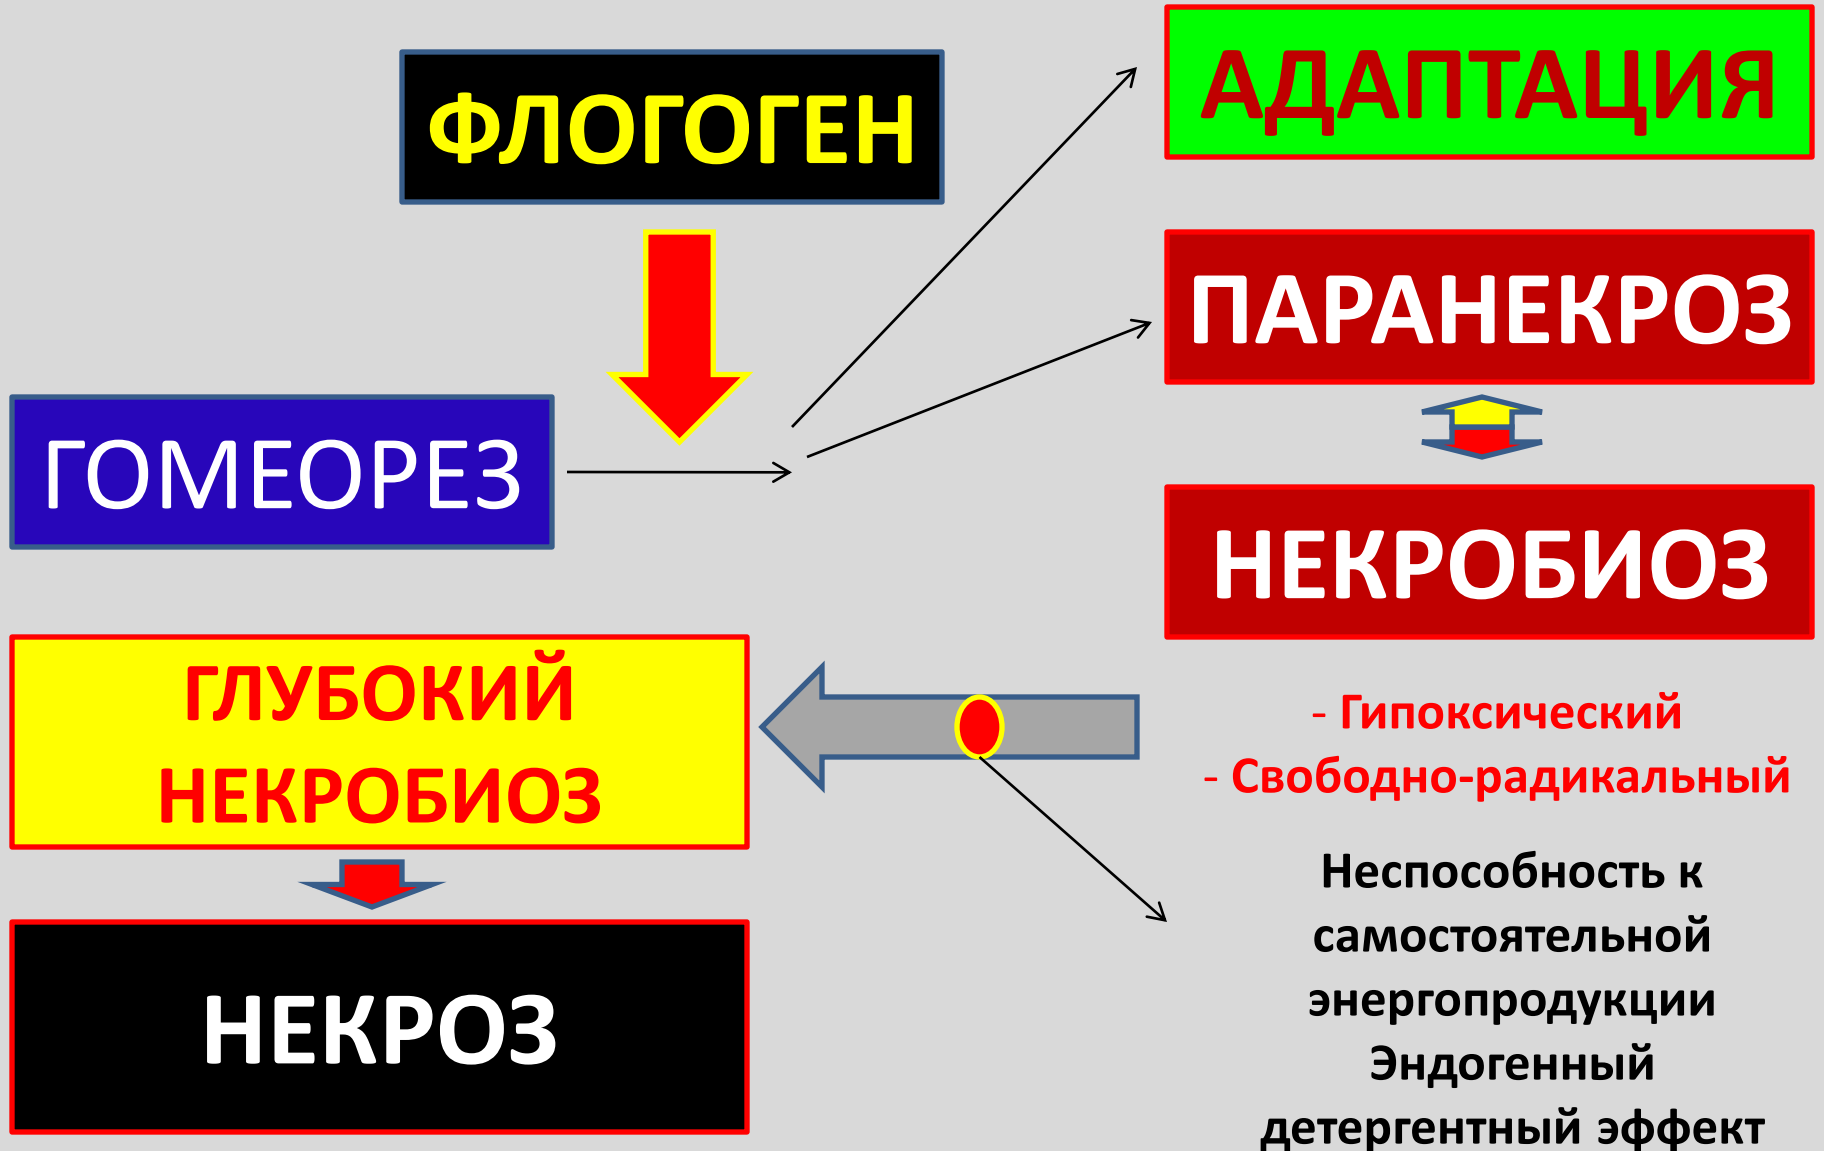 ФЛОГОГЕН
АДАПТАЦИЯ
ПАРАНЕКРОЗ
ГОМЕОРЕЗ
НЕКРОБИОЗ
- Гипоксический
- Свободно-радикальный
ГЛУБОКИЙ
НЕКРОБИОЗ
Неспособность к
самостоятельной
энергопродукции
Эндогенный
детергентный эффект
НЕКРОЗ